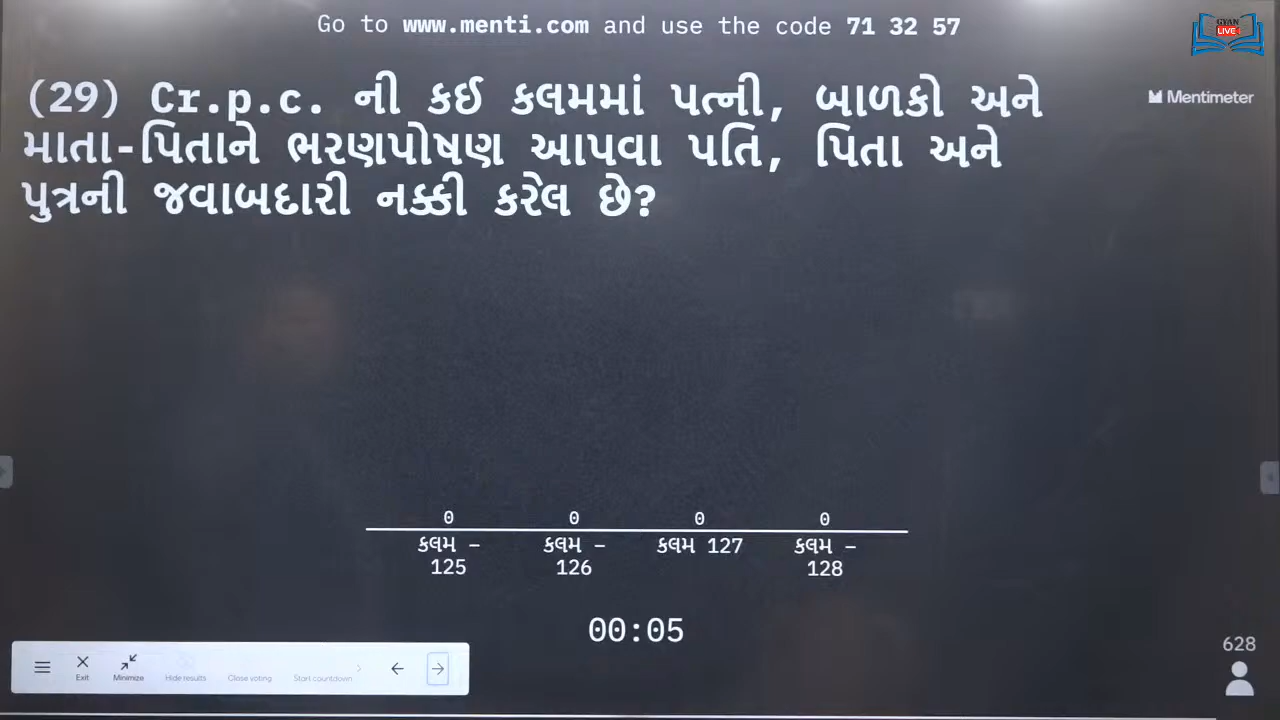 Go to www.menti.com and use the code 71 32 57
GYAN
LIVE
Mentimeter
(29) Cr.p.c. ની કઈ કલમમાં પત્ની, બાળકો અને
માતા-પિતાને ભરણપોષણ આપવા પતિ, પિતા અને
પુત્રની જવાબદારી નક્કી કરેલ છે?
0 0 0 0
કલમ - કલમ - કલમ 127 કલમ -
125 126 128
00:05
Exit Minimize Hide results Close voting Start countdown
628